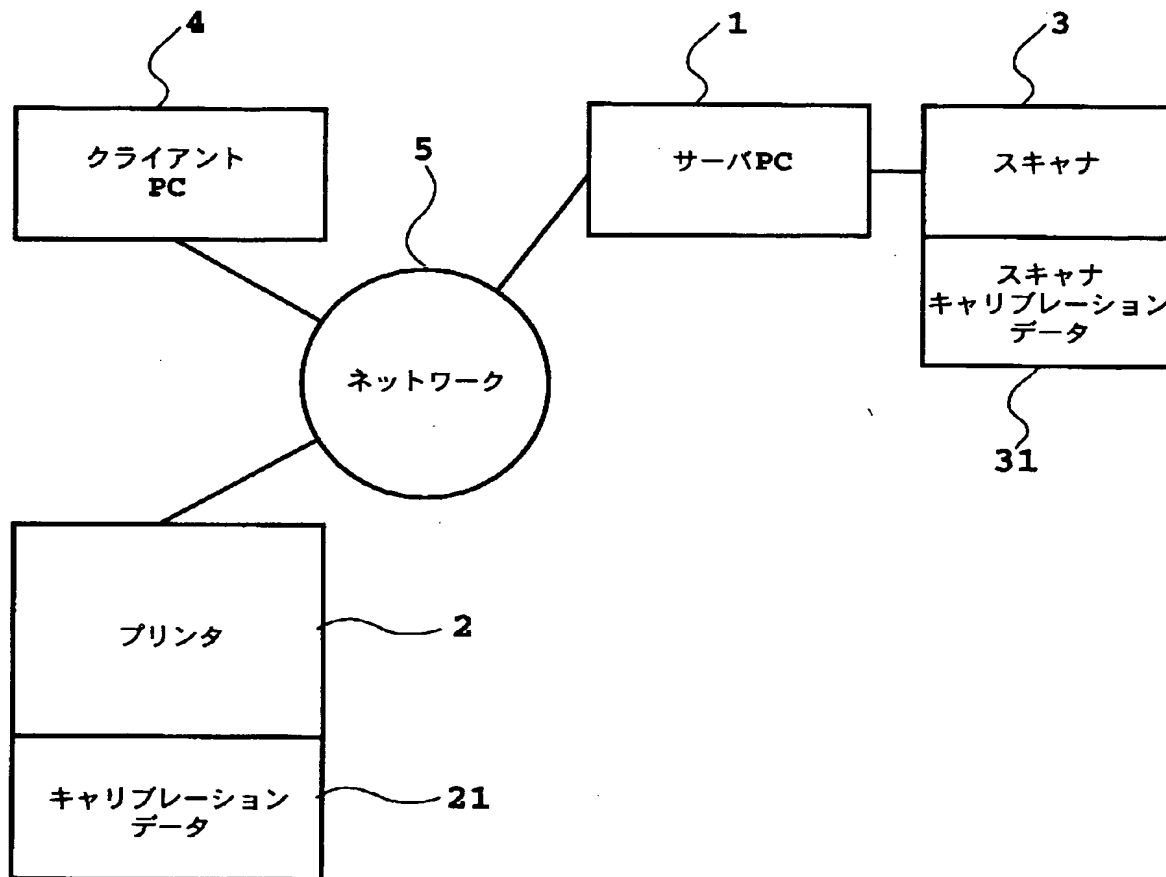 4
1
3
クライアント
PC
5
サーバPC
スキャナ
スキャナ
キャリブレーション
データ
ネットワーク
31
プリンタ
2
キャリブレーション
データ
21